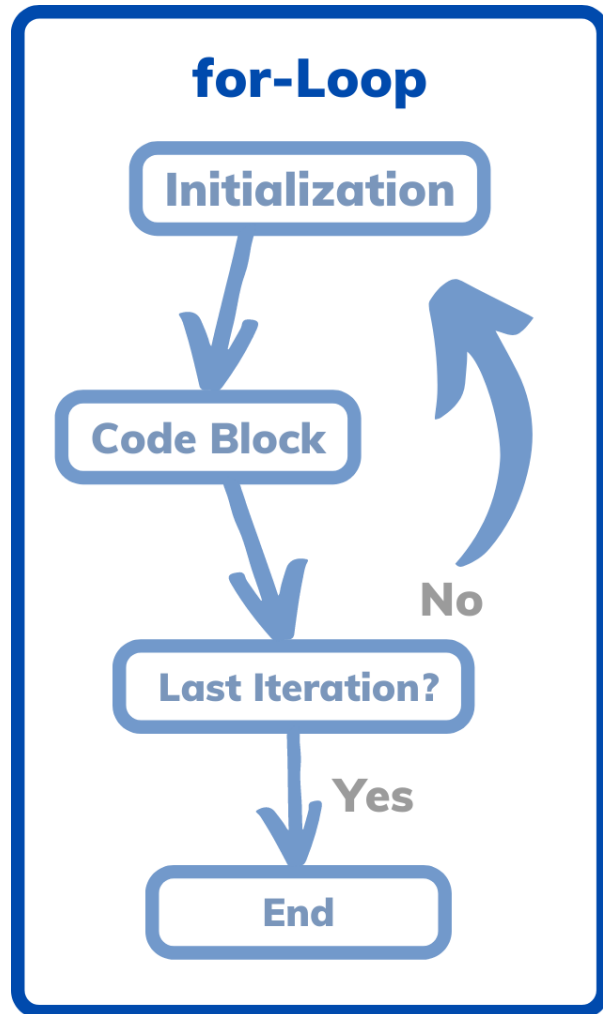 for-Loop
Initialization
Code Block
No
Last Iteration?
Yes
End